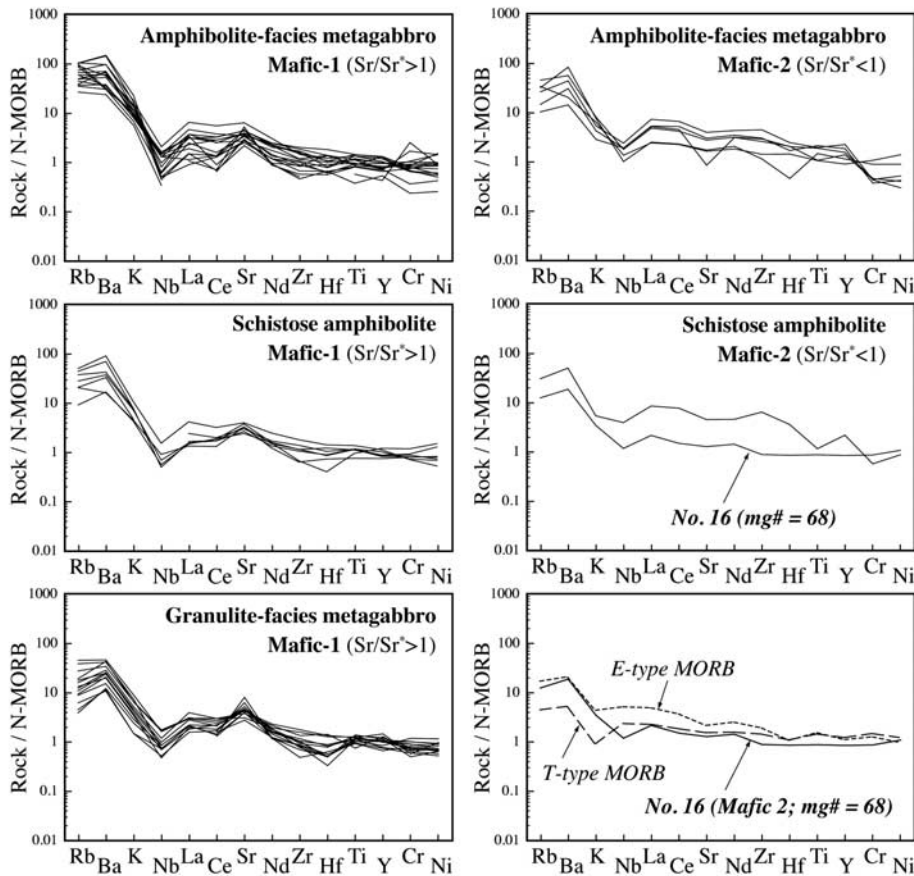 Rock / N-MORB
1000
100
10
1
0.1
0.01
Amphibolite-facies metagabbro
Mafic-1 (Sr/Sr*>1)
Rb Ba K Nb La Ce Sr Nd Zr Hf Ti Y Cr Ni
Rock / N-MORB
1000
100
10
1
0.1
0.01
Amphibolite-facies metagabbro
Mafic-2 (Sr/Sr*<1)
Rb Ba K Nb La Ce Sr Nd Zr Hf Ti Y Cr Ni
Rock / N-MORB
1000
100
10
1
0.1
0.01
Schistose amphibolite
Mafic-1 (Sr/Sr*>1)
Rb Ba K Nb La Ce Sr Nd Zr Hf Ti Y Cr Ni
Rock / N-MORB
1000
100
10
1
0.1
0.01
Schistose amphibolite
Mafic-2 (Sr/Sr*<1)
No. 16 (mg# = 68)
Rb Ba K Nb La Ce Sr Nd Zr Hf Ti Y Cr Ni
Rock / N-MORB
1000
100
10
1
0.1
0.01
Granulite-facies metagabbro
Mafic-1 (Sr/Sr*>1)
Rb Ba K Nb La Ce Sr Nd Zr Hf Ti Y Cr Ni
Rock / N-MORB
1000
100
10
1
0.1
0.01
E-type MORB
T-type MORB
No. 16 (Mafic 2; mg# = 68)
Rb Ba K Nb La Ce Sr Nd Zr Hf Ti Y Cr Ni